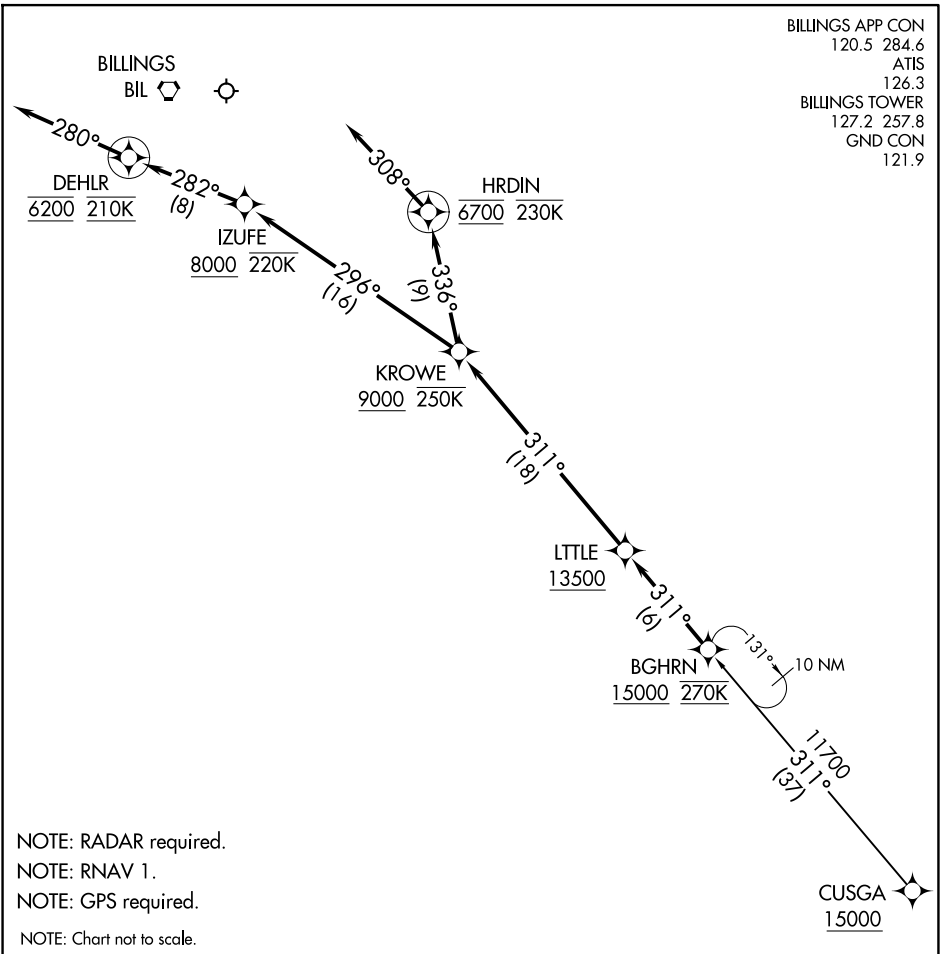 BILLINGS APP CON
120.5 284.6
ATIS
126.3
BILLINGS TOWER
127.2 257.8
GND CON
121.9
BILLINGS
BIL
280°
DEHLR
6200 210K
282°
(8)
IZUFE
8000 220K
308°
HRDIN
6700 230K
336°
(9)
296°
(16)
KROWE
9000 250K
311°
(18)
LTTLE
13500
311°
(6)
BGHRN
15000 270K
131°
10 NM
11700
311°
(37)
CUSGA
15000
NOTE: RADAR required.
NOTE: RNAV 1.
NOTE: GPS required.
NOTE: Chart not to scale.